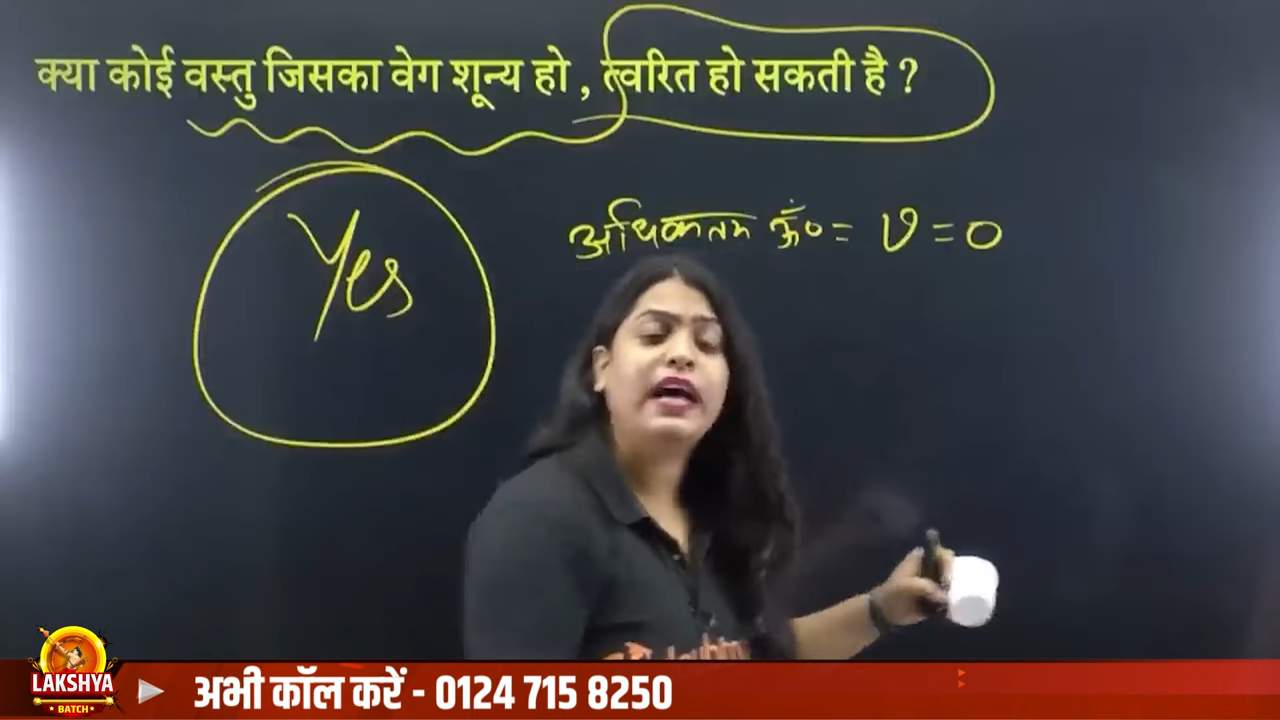 क्या कोई वस्तु जिसका वेग शून्य हो , त्वरित हो सकती है ?
Yes
अधिकतम ऊँ० = v = 0
LAKSHYA
BATCH
अभी कॉल करें - 0124 715 8250